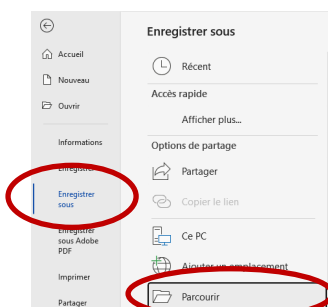 Accueil
Nouveau
Ouvrir
Informations
Enregistrer
Enregistrer
sous
Enregistrer
sous Adobe
PDF
Imprimer
Partager
Enregistrer sous
Récent
Accès rapide
Afficher plus...
Options de partage
Partager
Copier le lien
Ce PC
Ajouter un emplacement
Parcourir